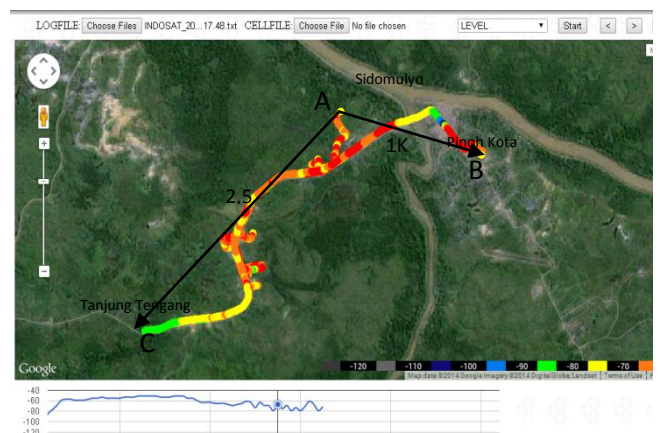 LOGFILE: Choose Files INDOSAT_20...17.48.txt CELLFILE: Choose File No file chosen LEVEL Start < >
Sidomulyo
A
Pinoh Kota
1K
B
2.5
Tanjung Tengang
C
Google
-120 -110 -100 -90 -80 -70
Map data ©2014 Google Imagery ©2014 DigitalGlobe, Landsat Terms of Use
-40
-60
-80
-100
-120